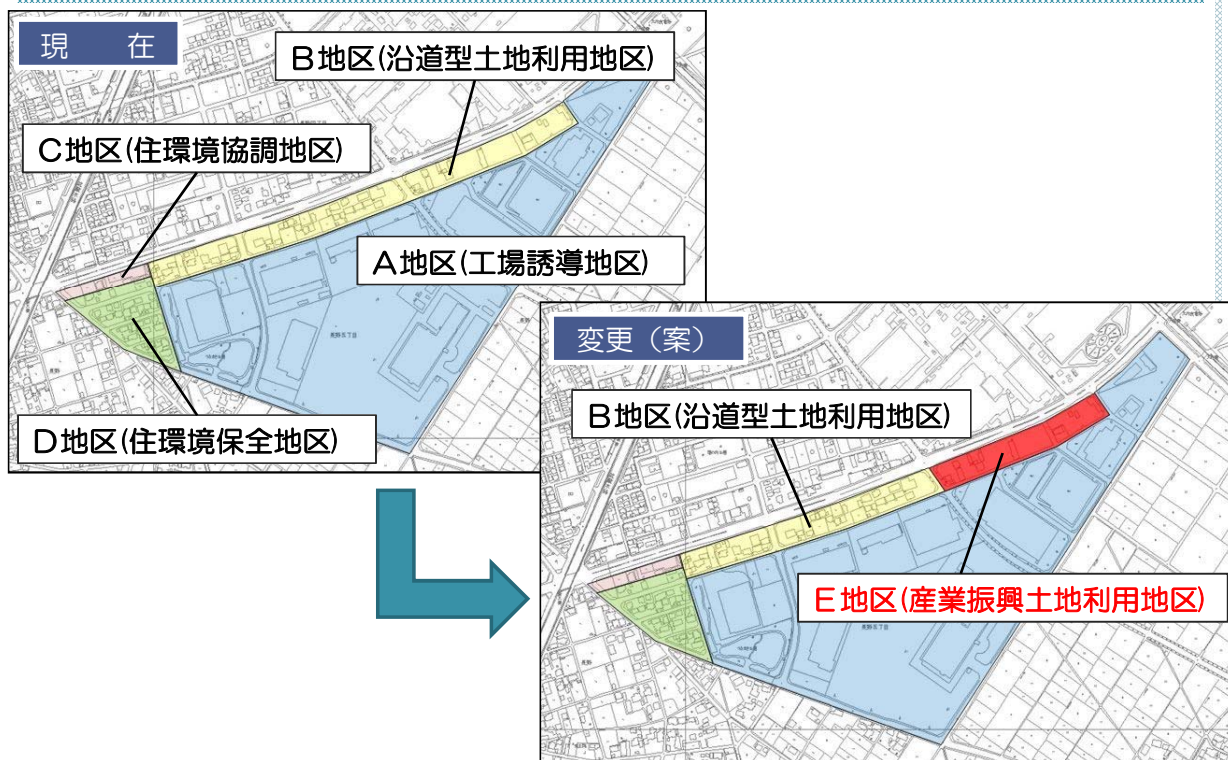 現　在
B地区(沿道型土地利用地区)
C地区(住環境協調地区)
A地区(工場誘導地区)
D地区(住環境保全地区)
変更（案）
B地区(沿道型土地利用地区)
E地区(産業振興土地利用地区)